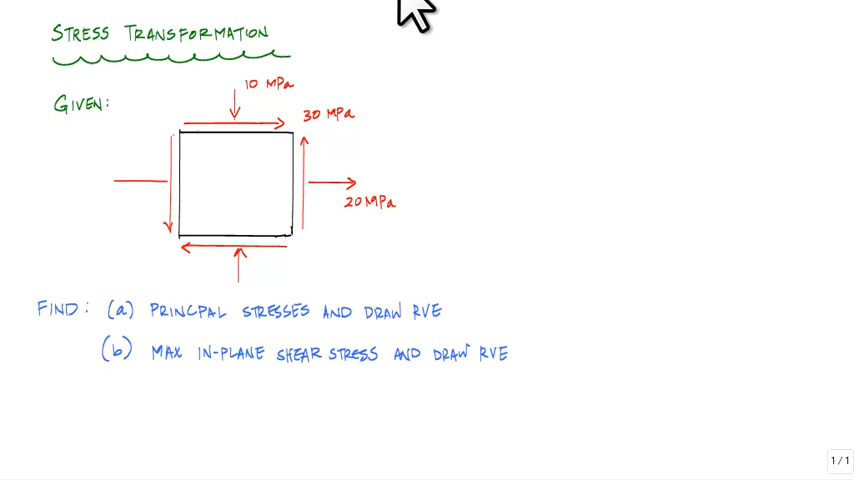 STRESS TRANSFORMATION
GIVEN:
10 MPa
30 MPa
20 MPa
FIND: (a) PRINCPAL STRESSES AND DRAW RVE
(b) MAX IN-PLANE SHEAR STRESS AND DRAW RVE
1 / 1